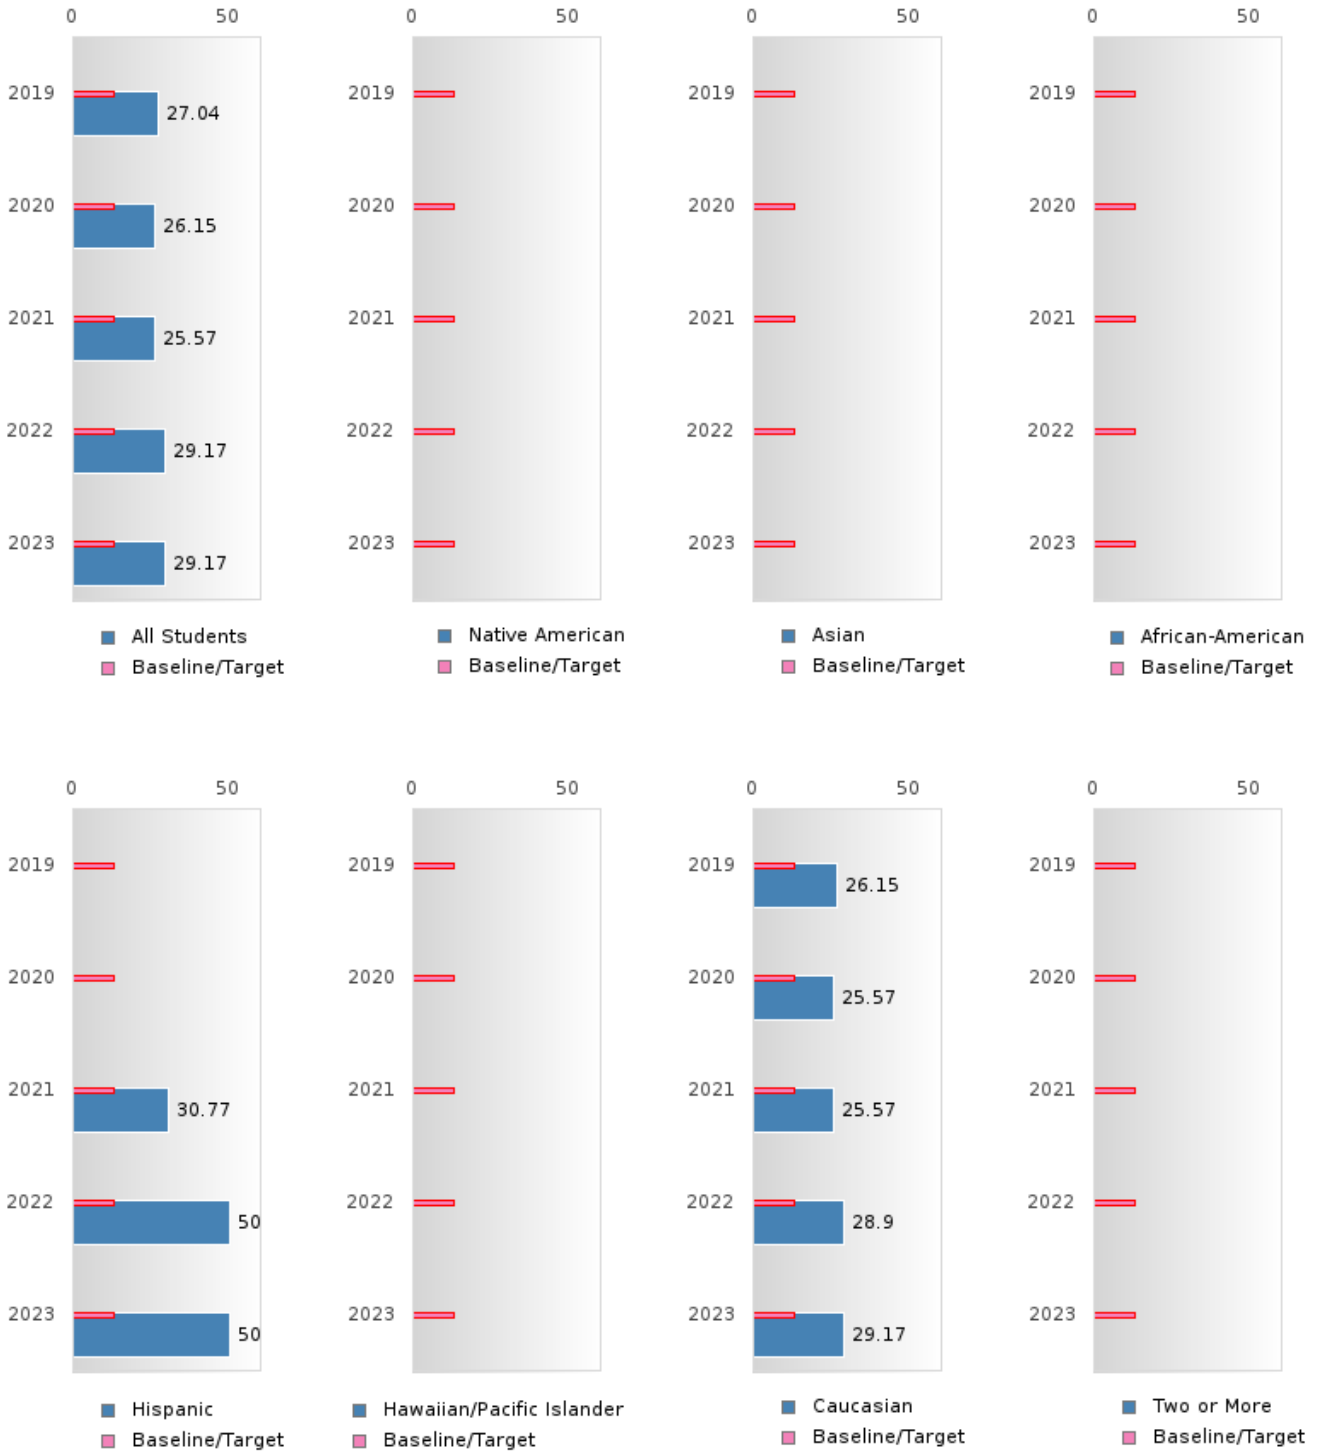 0 50 0 50 0 50 0 50
2019 27.04 2019 2019 2019
2020 26.15 2020 2020 2020
2021 25.57 2021 2021 2021
2022 29.17 2022 2022 2022
2023 29.17 2023 2023 2023
All Students Native American Asian African-American
Baseline/Target Baseline/Target Baseline/Target Baseline/Target
0 50 0 50 0 50 0 50
2019 2019 2019 26.15 2019
2020 2020 2020 25.57 2020
2021 30.77 2021 2021 25.57 2021
2022 50 2022 2022 28.9 2022
2023 50 2023 2023 29.17 2023
Hispanic Hawaiian/Pacific Islander Caucasian Two or More
Baseline/Target Baseline/Target Baseline/Target Baseline/Target